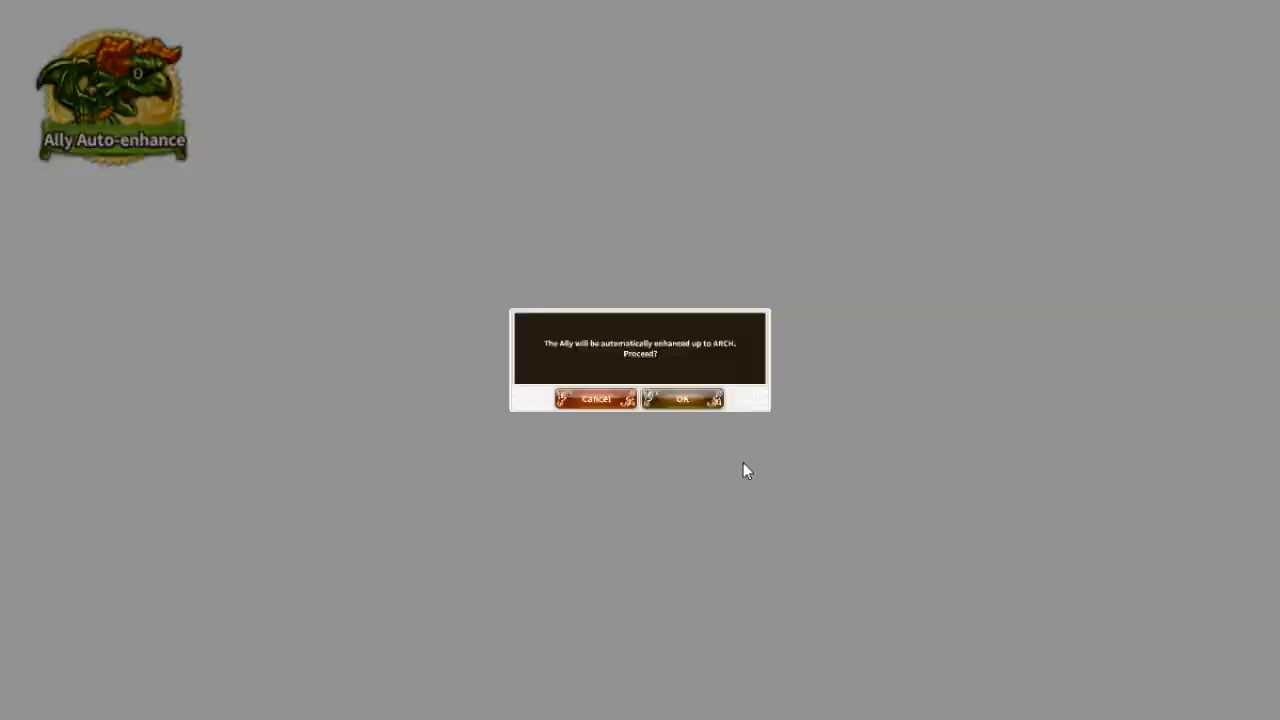 Ally Auto-enhance
The Ally will be automatically enhanced up to ARCH.
Proceed?
Cancel
OK